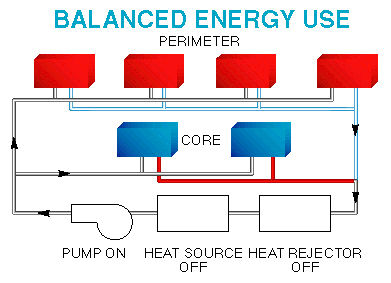 BALANCED ENERGY USE
PERIMETER
CORE
PUMP ON
HEAT SOURCE
OFF
HEAT REJECTOR
OFF